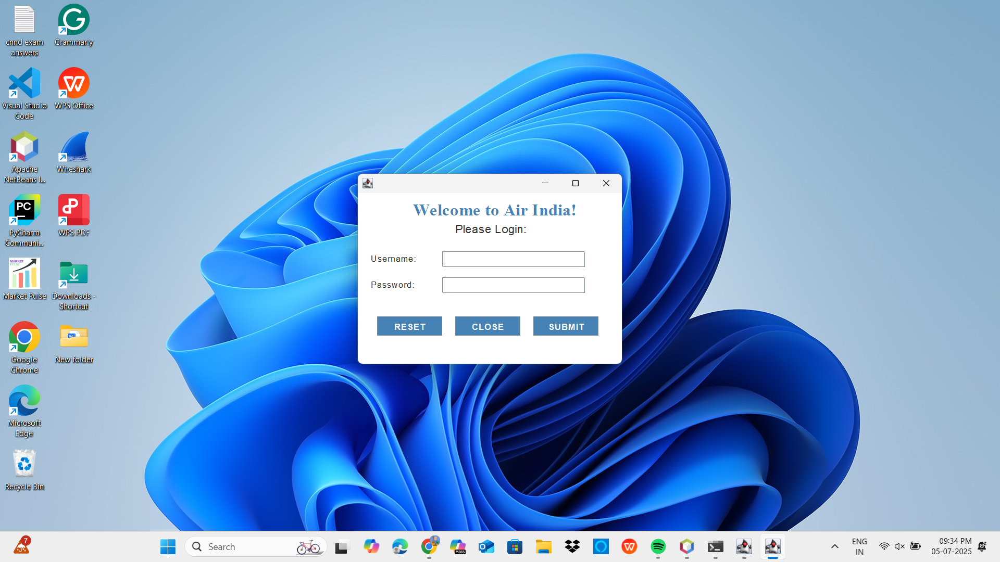 cnnd exam
answers
Grammarly
Visual Studio
Code
WPS Office
Apache
NetBeans I...
Wireshark
PC
PyCharm
Communi...
WPS PDF
MARKET
PULSE
Market Pulse
Downloads -
Shortcut
Google
Chrome
New folder
Microsoft
Edge
Recycle Bin
Welcome to Air India!
Please Login:
Username:
Password:
RESET
CLOSE
SUBMIT
7
Search
M365
ENG
IN
09:34 PM
05-07-2025